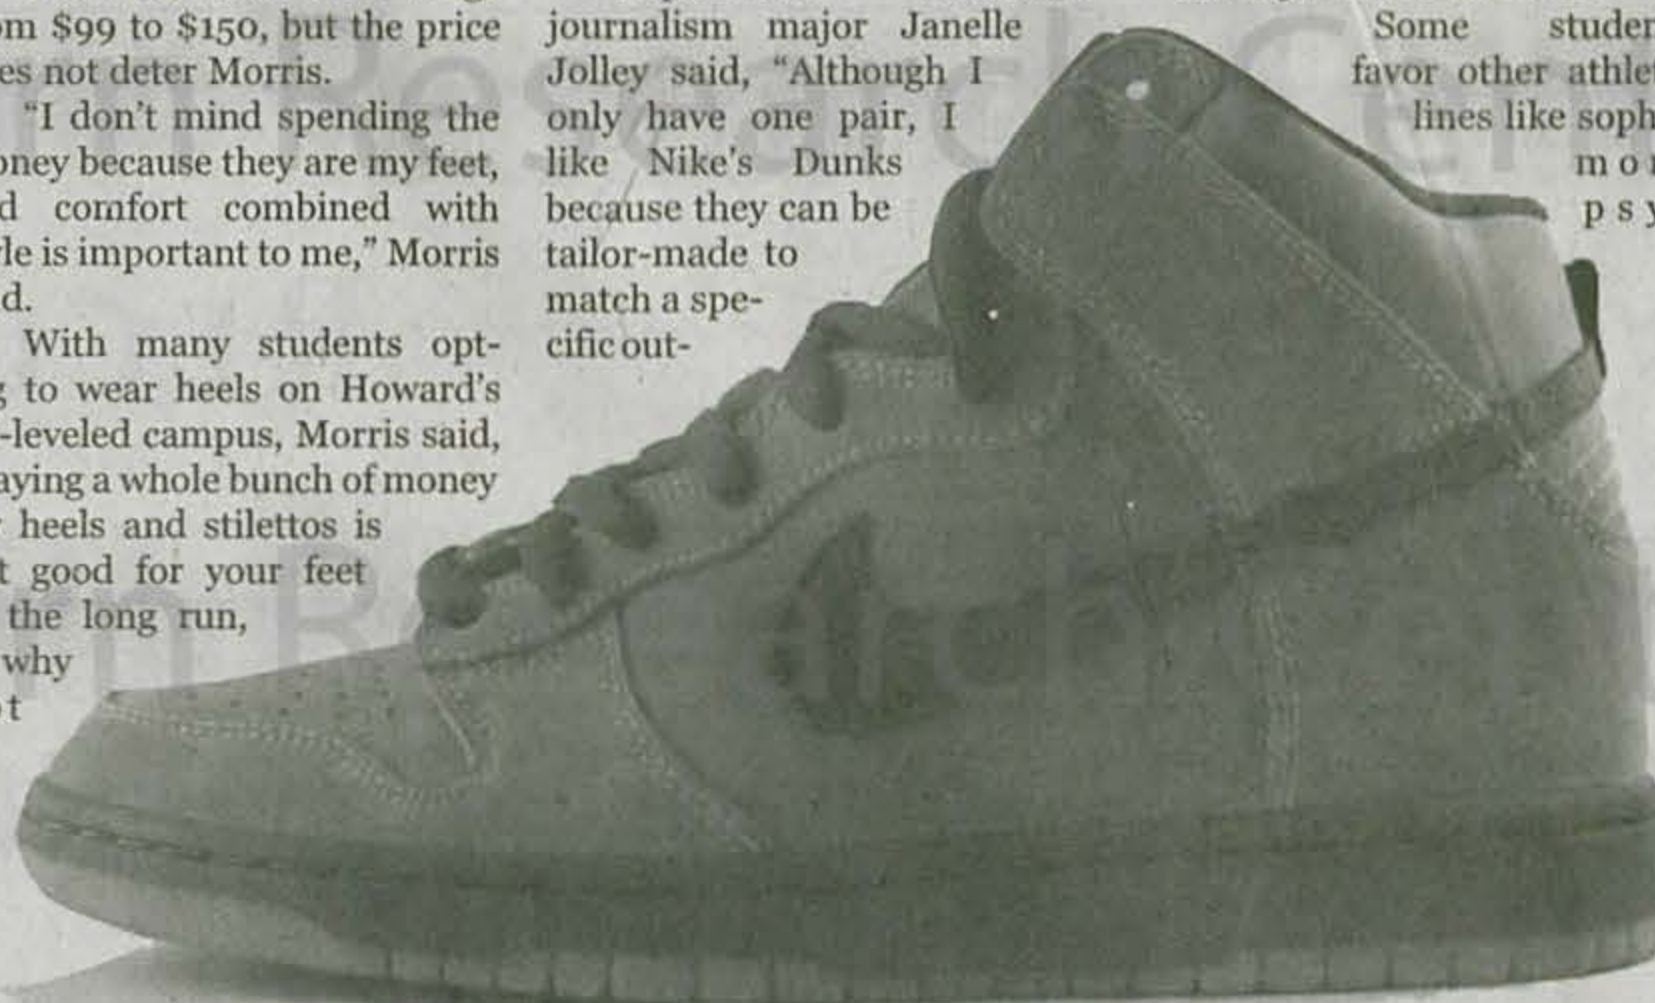 om $99 to $150, but the price
es not deter Morris.
“I don’t mind spending the
oney because they are my feet,
d comfort combined with
le is important to me,” Morris
d.
With many students opt-
g to wear heels on Howard’s
-leveled campus, Morris said,
aying a whole bunch of money
r heels and stilettos is
t good for your feet
the long run,
why
t
journalism major Janelle
Jolley said, “Although I
only have one pair, I
like Nike’s Dunks
because they can be
tailor-made to
match a spe-
cific out-
Some studen
favor other athlet
lines like soph
mor
psy